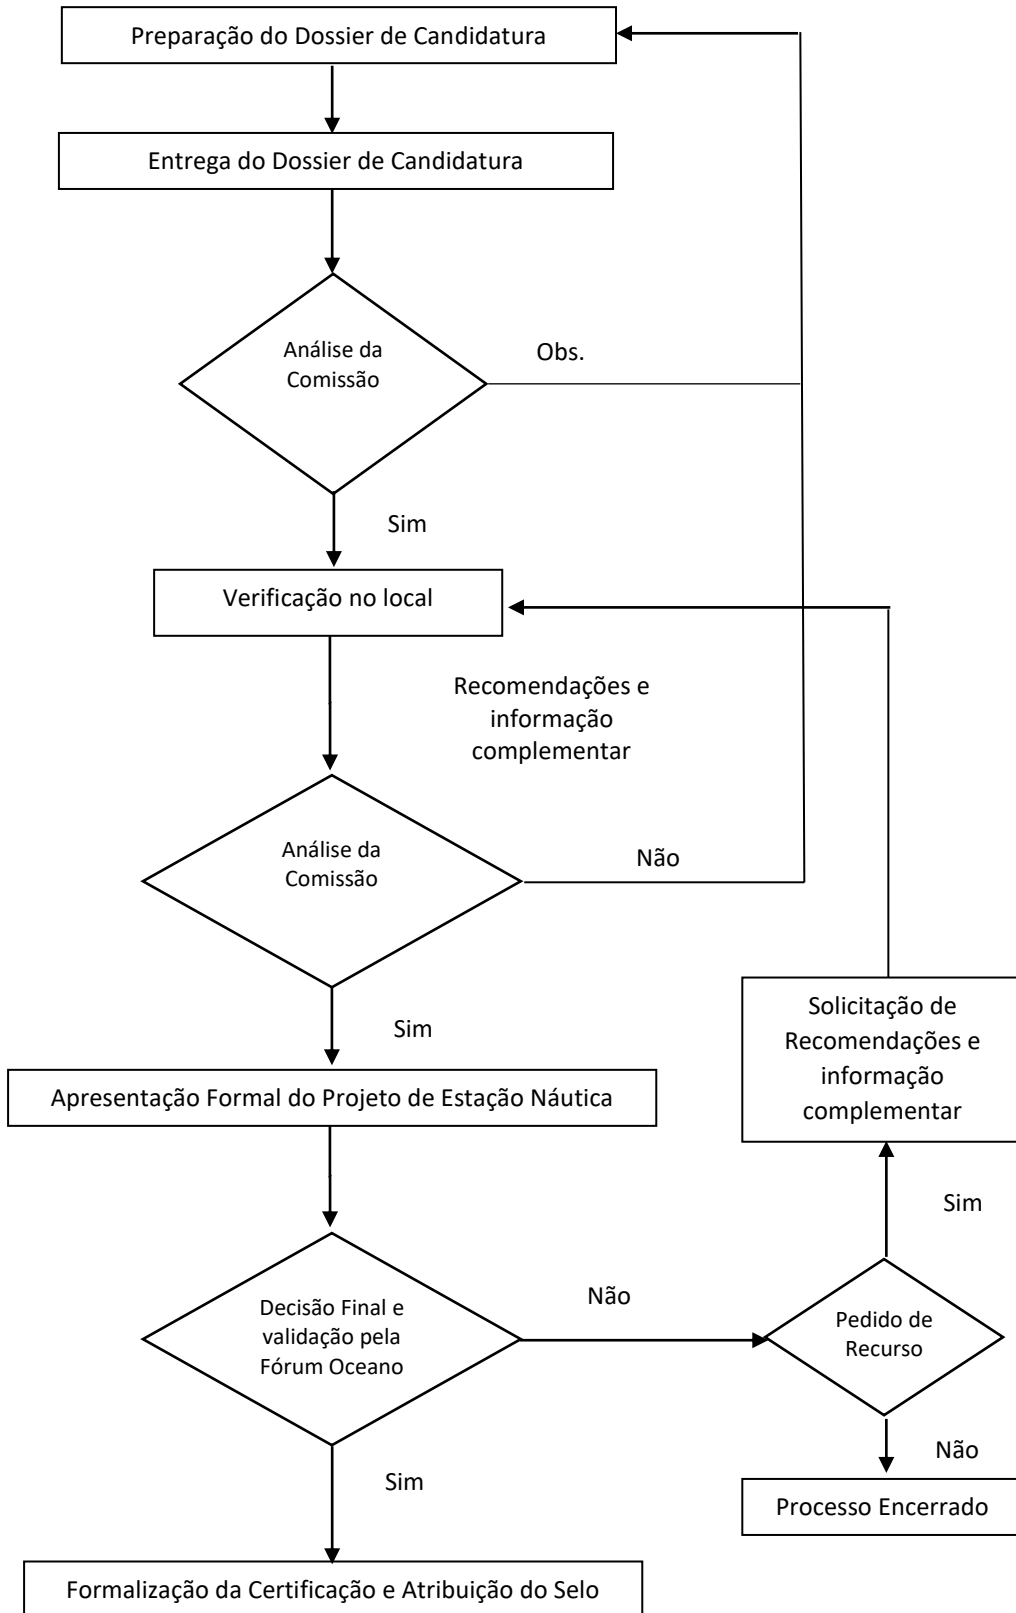 Preparação do Dossier de Candidatura
Entrega do Dossier de Candidatura
Análise da
Comissão
Obs.
Sim
Verificação no local
Recomendações e
informação
complementar
Análise da
Comissão
Não
Sim
Solicitação de
Recomendações e
informação
complementar
Apresentação Formal do Projeto de Estação Náutica
Sim
Decisão Final e
validação pela
Fórum Oceano
Não
Pedido de
Recurso
Não
Sim
Processo Encerrado
Formalização da Certificação e Atribuição do Selo